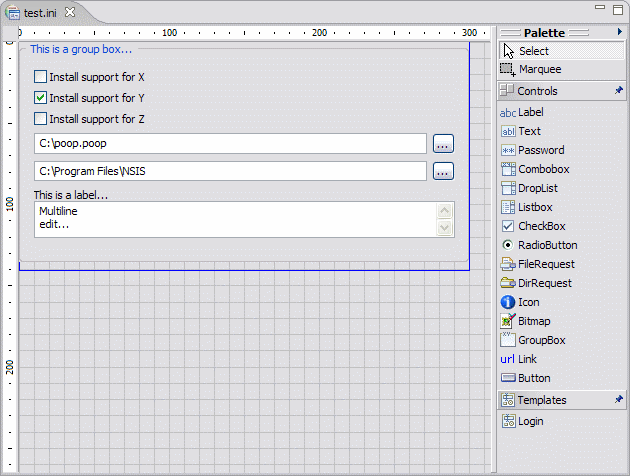 test.ini
0 100 200 300
This is a group box...
Install support for X
Install support for Y
Install support for Z
C:\poop.poop
...
C:\Program Files\NSIS
...
This is a label...
Multiline
edit...
100
200
Palette
Select
Marquee
Controls
abc Label
abl Text
** Password
Combobox
DropList
Listbox
CheckBox
RadioButton
FileRequest
DirRequest
i Icon
Bitmap
XY GroupBox
url Link
Button
Templates
Login